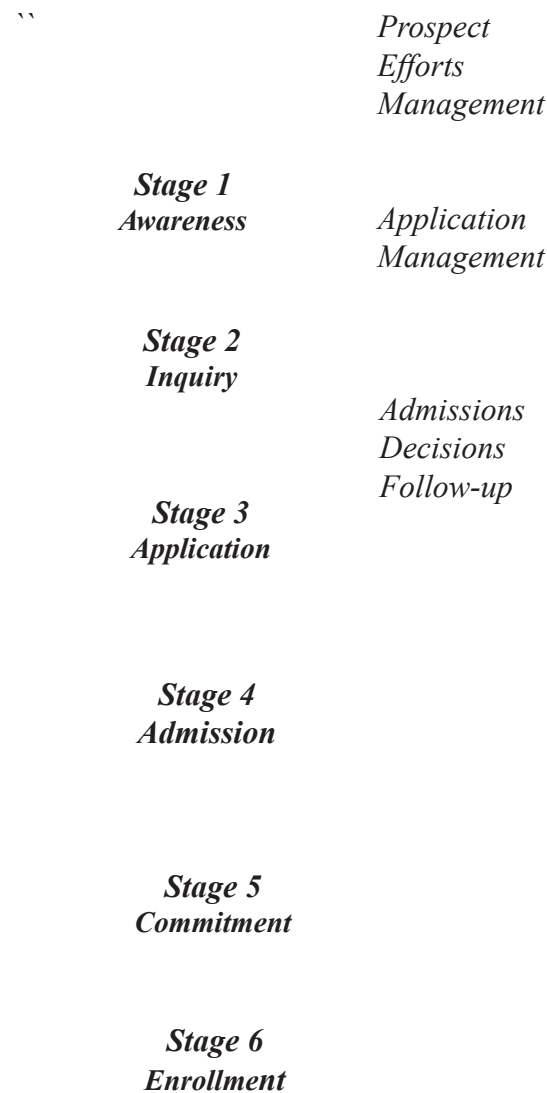 ``
Prospect
Efforts
Management
Stage 1
Awareness
Application
Management
Stage 2
Inquiry
Admissions
Decisions
Follow-up
Stage 3
Application
Stage 4
Admission
Stage 5
Commitment
Stage 6
Enrollment